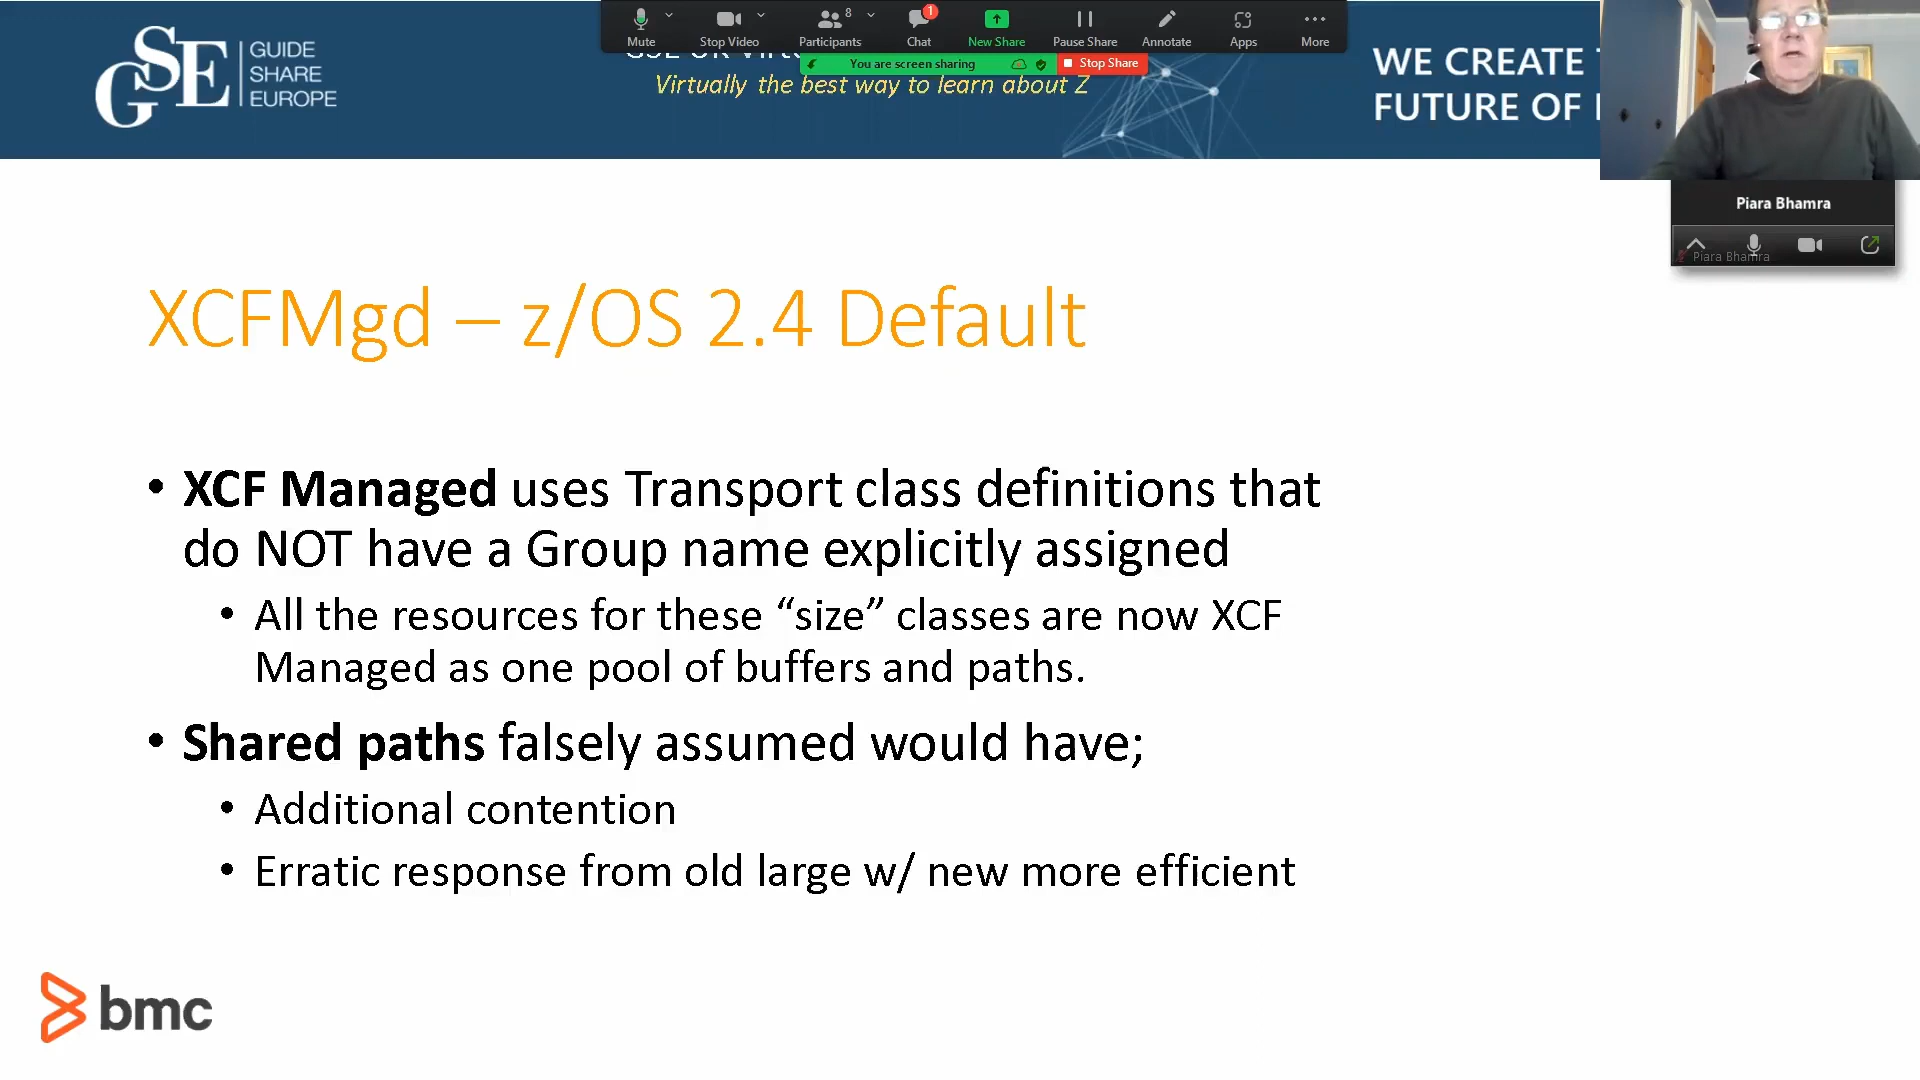 Mute
Stop Video
Participants
8
Chat
1
New Share
Pause Share
Annotate
Apps
More
You are screen sharing
Stop Share
GSE
GUIDE
SHARE
EUROPE
Virtually the best way to learn about Z
WE CREATE
FUTURE OF
Piara Bhamra
Piara Bhamra
XCFMgd – z/OS 2.4 Default
• XCF Managed uses Transport class definitions that
do NOT have a Group name explicitly assigned
• All the resources for these “size” classes are now XCF
Managed as one pool of buffers and paths.
• Shared paths falsely assumed would have;
• Additional contention
• Erratic response from old large w/ new more efficient
bmc